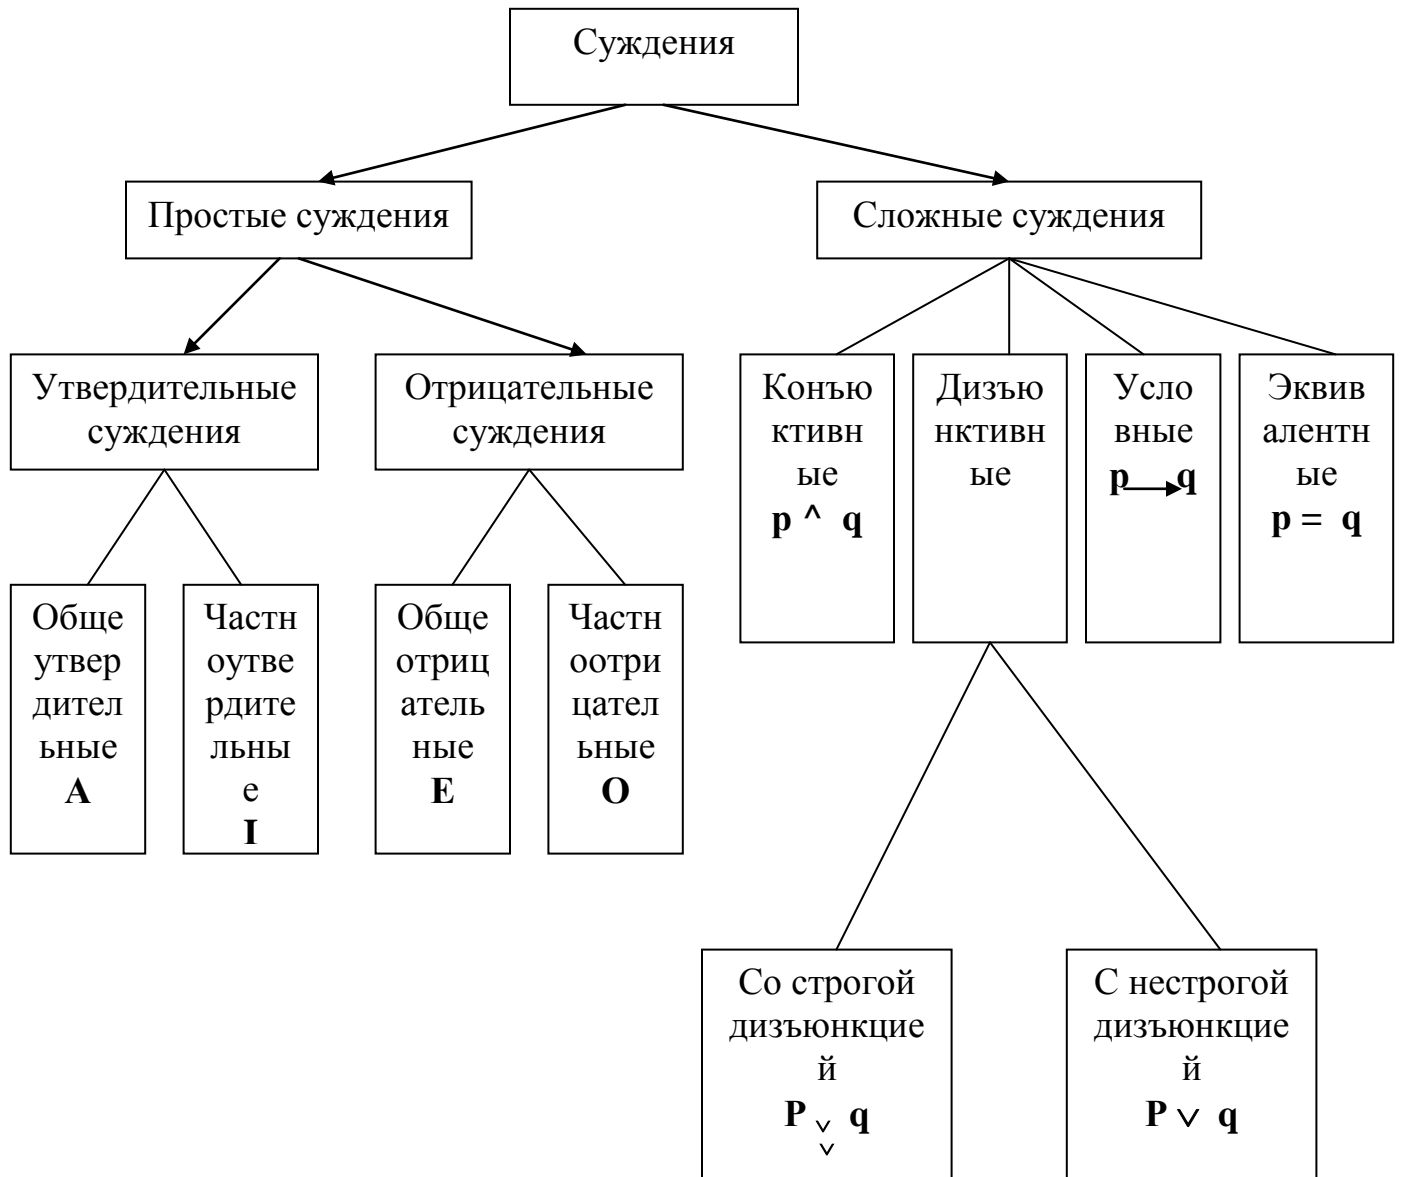 Суждения
Простые суждения
Сложные суждения
Утвердительные
суждения
Отрицательные
суждения
Конъю
ктивн
ые
p ^ q
Дизъю
нктивн
ые
Усло
вные
p→q
Эквив
алентн
ые
p = q
Обще
утвер
дител
ьные
A
Частн
оутве
рдите
льны
е
I
Обще
отриц
атель
ные
E
Частн
оотри
цател
ьные
O
Со строгой
дизъюнкцие
й
P ˅ q
˅
С нестрогой
дизъюнкцие
й
P ˅ q